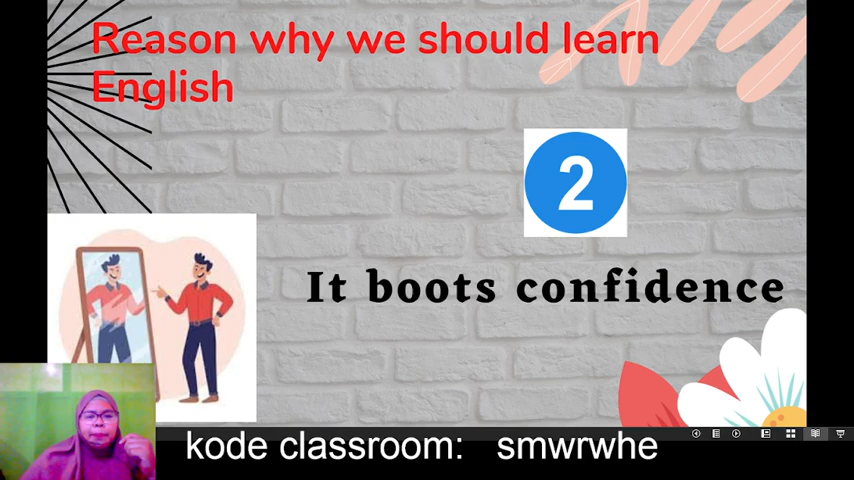 Reason why we should learn
English
2
It boots confidence
kode classroom: smwrwhe